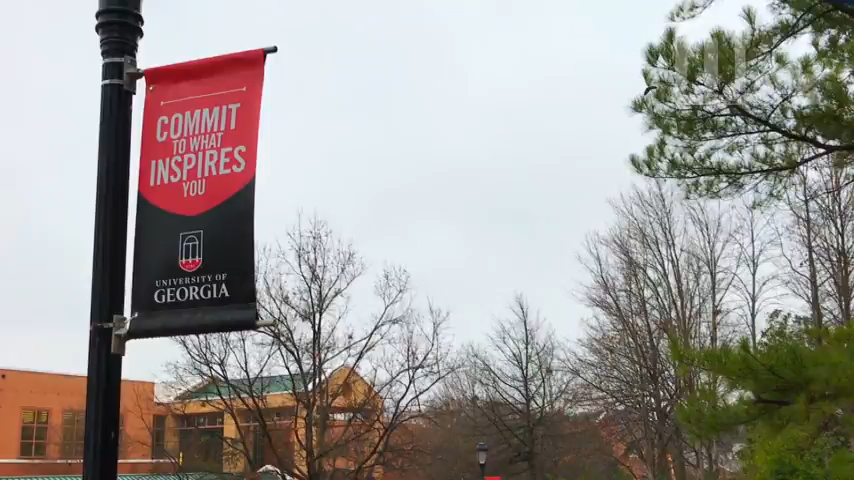 COMMIT
TO WHAT
INSPIRES
YOU
UNIVERSITY OF
GEORGIA